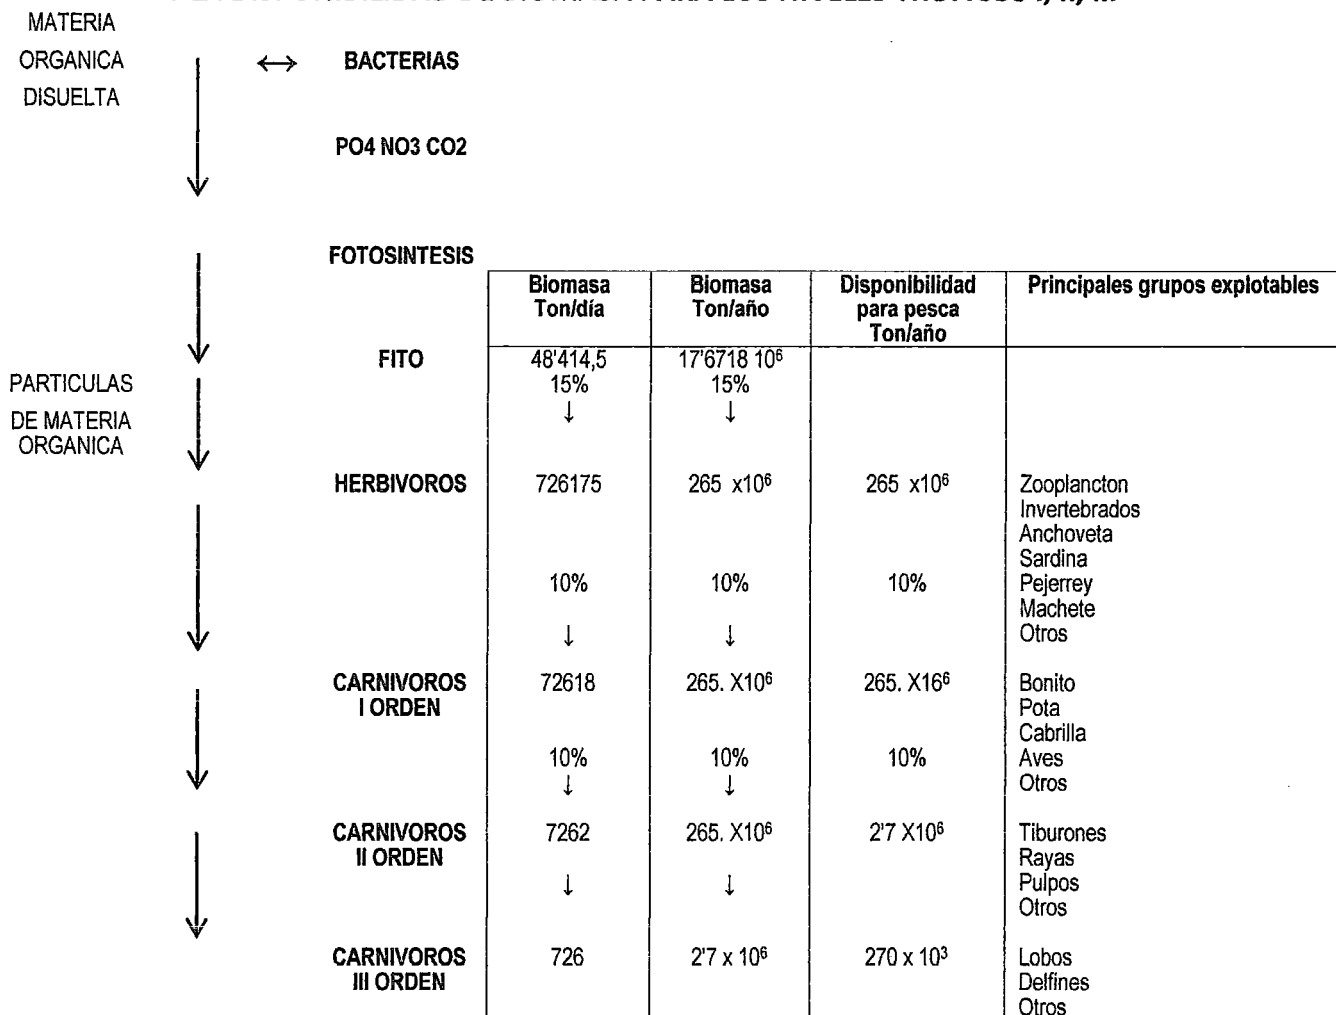 MATERIA
ORGANICA
DISUELTA
↔ BACTERIAS
PO4 NO3 CO2
FOTOSINTESIS
Biomasa Ton/día | Biomasa Ton/año | Disponibilidad para pesca Ton/año | Principales grupos explotables
FITO | 48'414,5 | 17'6718 10⁶
15% | 15%
↓ | ↓
PARTICULAS
DE MATERIA
ORGANICA
HERBIVOROS | 726175 | 265 x10⁶ | 265 x10⁶ | Zooplancton
Invertebrados
Anchoveta
Sardina
10% | 10% | 10% | Pejerrey
Machete
↓ | ↓ | Otros
CARNIVOROS I ORDEN | 72618 | 265. X10⁶ | 265. X16⁶ | Bonito
Pota
Cabrilla
10% | 10% | 10% | Aves
↓ | ↓ | Otros
CARNIVOROS II ORDEN | 7262 | 265. X10⁶ | 2'7 X10⁶ | Tiburones
Rayas
↓ | ↓ | Pulpos
Otros
CARNIVOROS III ORDEN | 726 | 2'7 x 10⁶ | 270 x 10³ | Lobos
Delfines
Otros